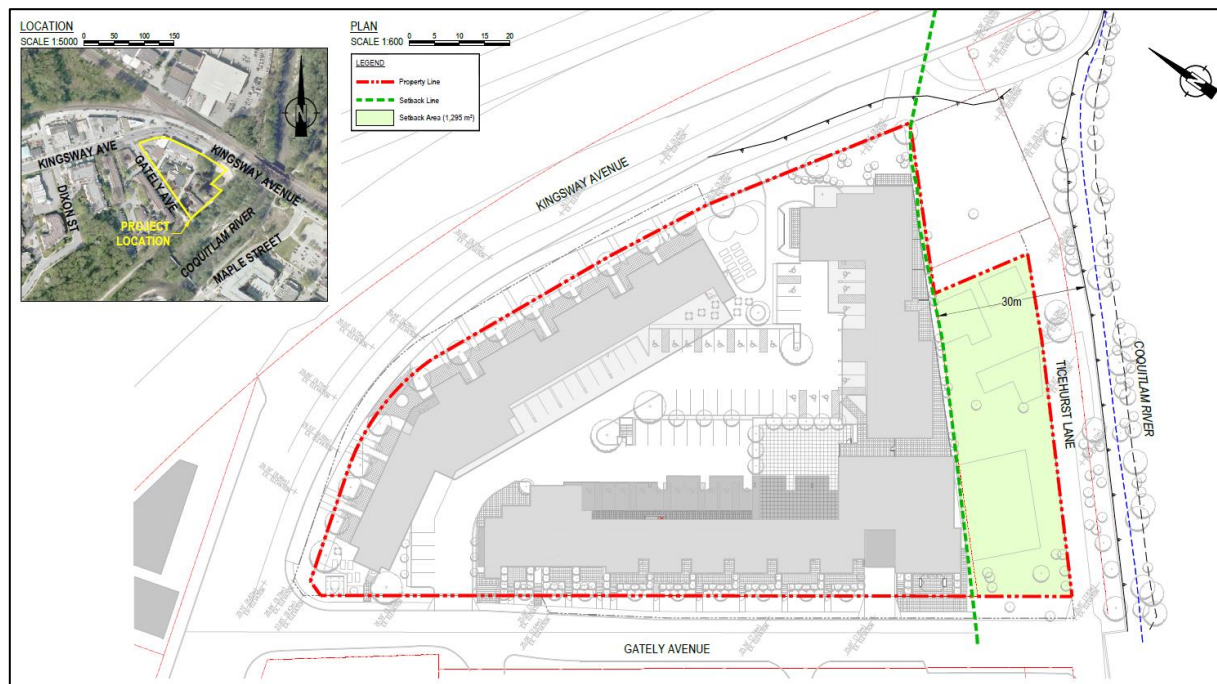 LOCATION
SCALE 1:5000
0 50 100 150
KINGSWAY AVE
GATELY AVE
KINGSWAY AVENUE
DIXON ST
PROJECT
LOCATION
COQUITLAM RIVER
MAPLE STREET
N
PLAN
SCALE 1:600
0 5 10 15 20
LEGEND
Property Line
Setback Line
Setback Area (1,295 m²)
N
KINGSWAY AVENUE
30m
TICEHURST LANE
COQUITLAM RIVER
GATELY AVENUE